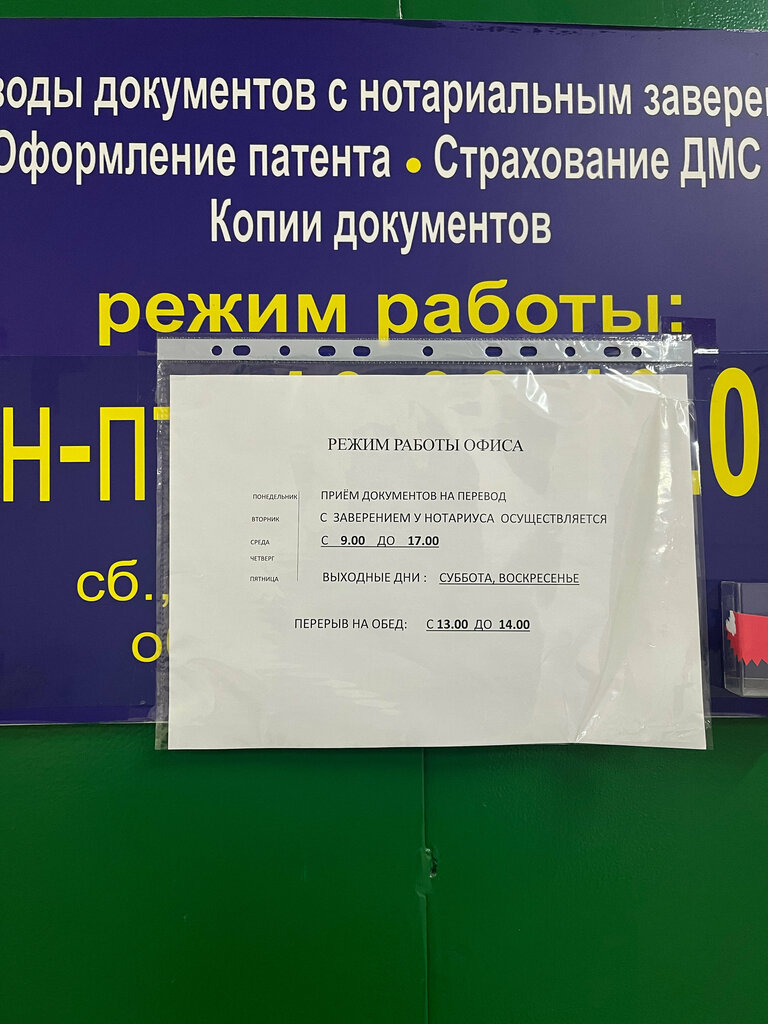 воды документов с нотариальным завере
Оформление патента • Страхование ДМС
Копии документов
режим работы:
Н-П
0
сб.,
о
РЕЖИМ РАБОТЫ ОФИСА
ПОНЕДЕЛЬНИК ПРИЁМ ДОКУМЕНТОВ НА ПЕРЕВОД
ВТОРНИК С ЗАВЕРЕНИЕМ У НОТАРИУСА ОСУЩЕСТВЛЯЕТСЯ
СРЕДА С 9.00 ДО 17.00
ЧЕТВЕРГ
ПЯТНИЦА ВЫХОДНЫЕ ДНИ : СУББОТА, ВОСКРЕСЕНЬЕ
ПЕРЕРЫВ НА ОБЕД: С 13.00 ДО 14.00